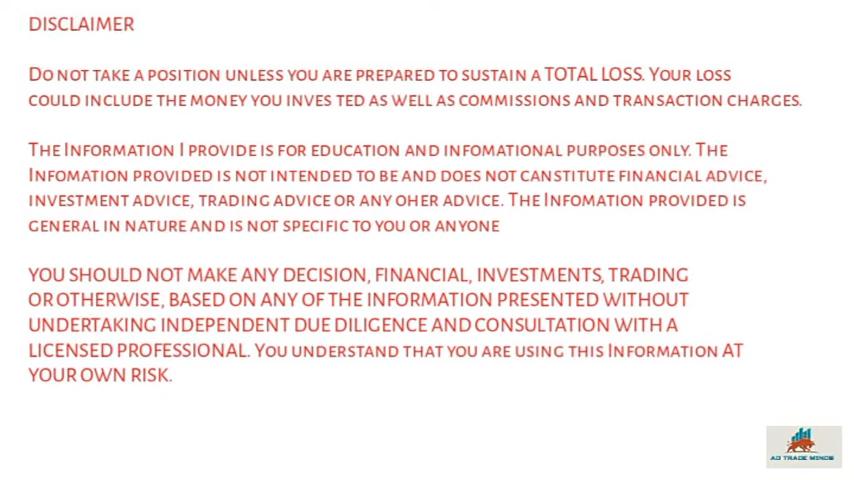 DISCLAIMER
DO NOT TAKE A POSITION UNLESS YOU ARE PREPARED TO SUSTAIN A TOTAL LOSS. YOUR LOSS
COULD INCLUDE THE MONEY YOU INVES TED AS WELL AS COMMISSIONS AND TRANSACTION CHARGES.
THE INFORMATION I PROVIDE IS FOR EDUCATION AND INFOMATIONAL PURPOSES ONLY. THE
INFOMATION PROVIDED IS NOT INTENDED TO BE AND DOES NOT CANSTITUTE FINANCIAL ADVICE,
INVESTMENT ADVICE, TRADING ADVICE OR ANY OHER ADVICE. THE INFOMATION PROVIDED IS
GENERAL IN NATURE AND IS NOT SPECIFIC TO YOU OR ANYONE
YOU SHOULD NOT MAKE ANY DECISION, FINANCIAL, INVESTMENTS, TRADING
OR OTHERWISE, BASED ON ANY OF THE INFORMATION PRESENTED WITHOUT
UNDERTAKING INDEPENDENT DUE DILIGENCE AND CONSULTATION WITH A
LICENSED PROFESSIONAL. YOU UNDERSTAND THAT YOU ARE USING THIS INFORMATION AT
YOUR OWN RISK.
AD TRADE MINDS